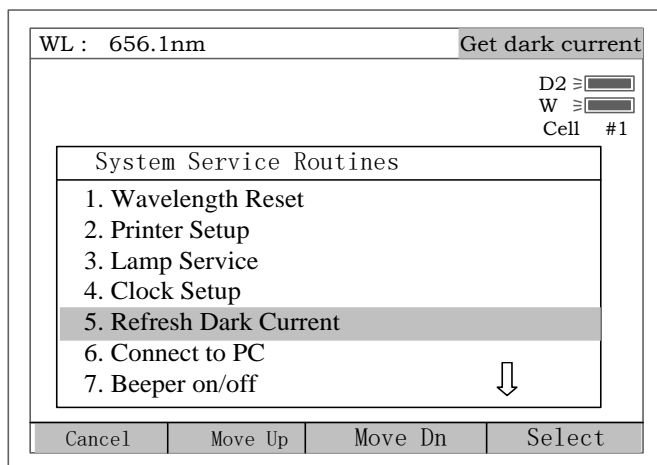 WL : 656.1nm Get dark current
D2
W
Cell #1
System Service Routines
1. Wavelength Reset
2. Printer Setup
3. Lamp Service
4. Clock Setup
5. Refresh Dark Current
6. Connect to PC
7. Beeper on/off
Cancel Move Up Move Dn Select